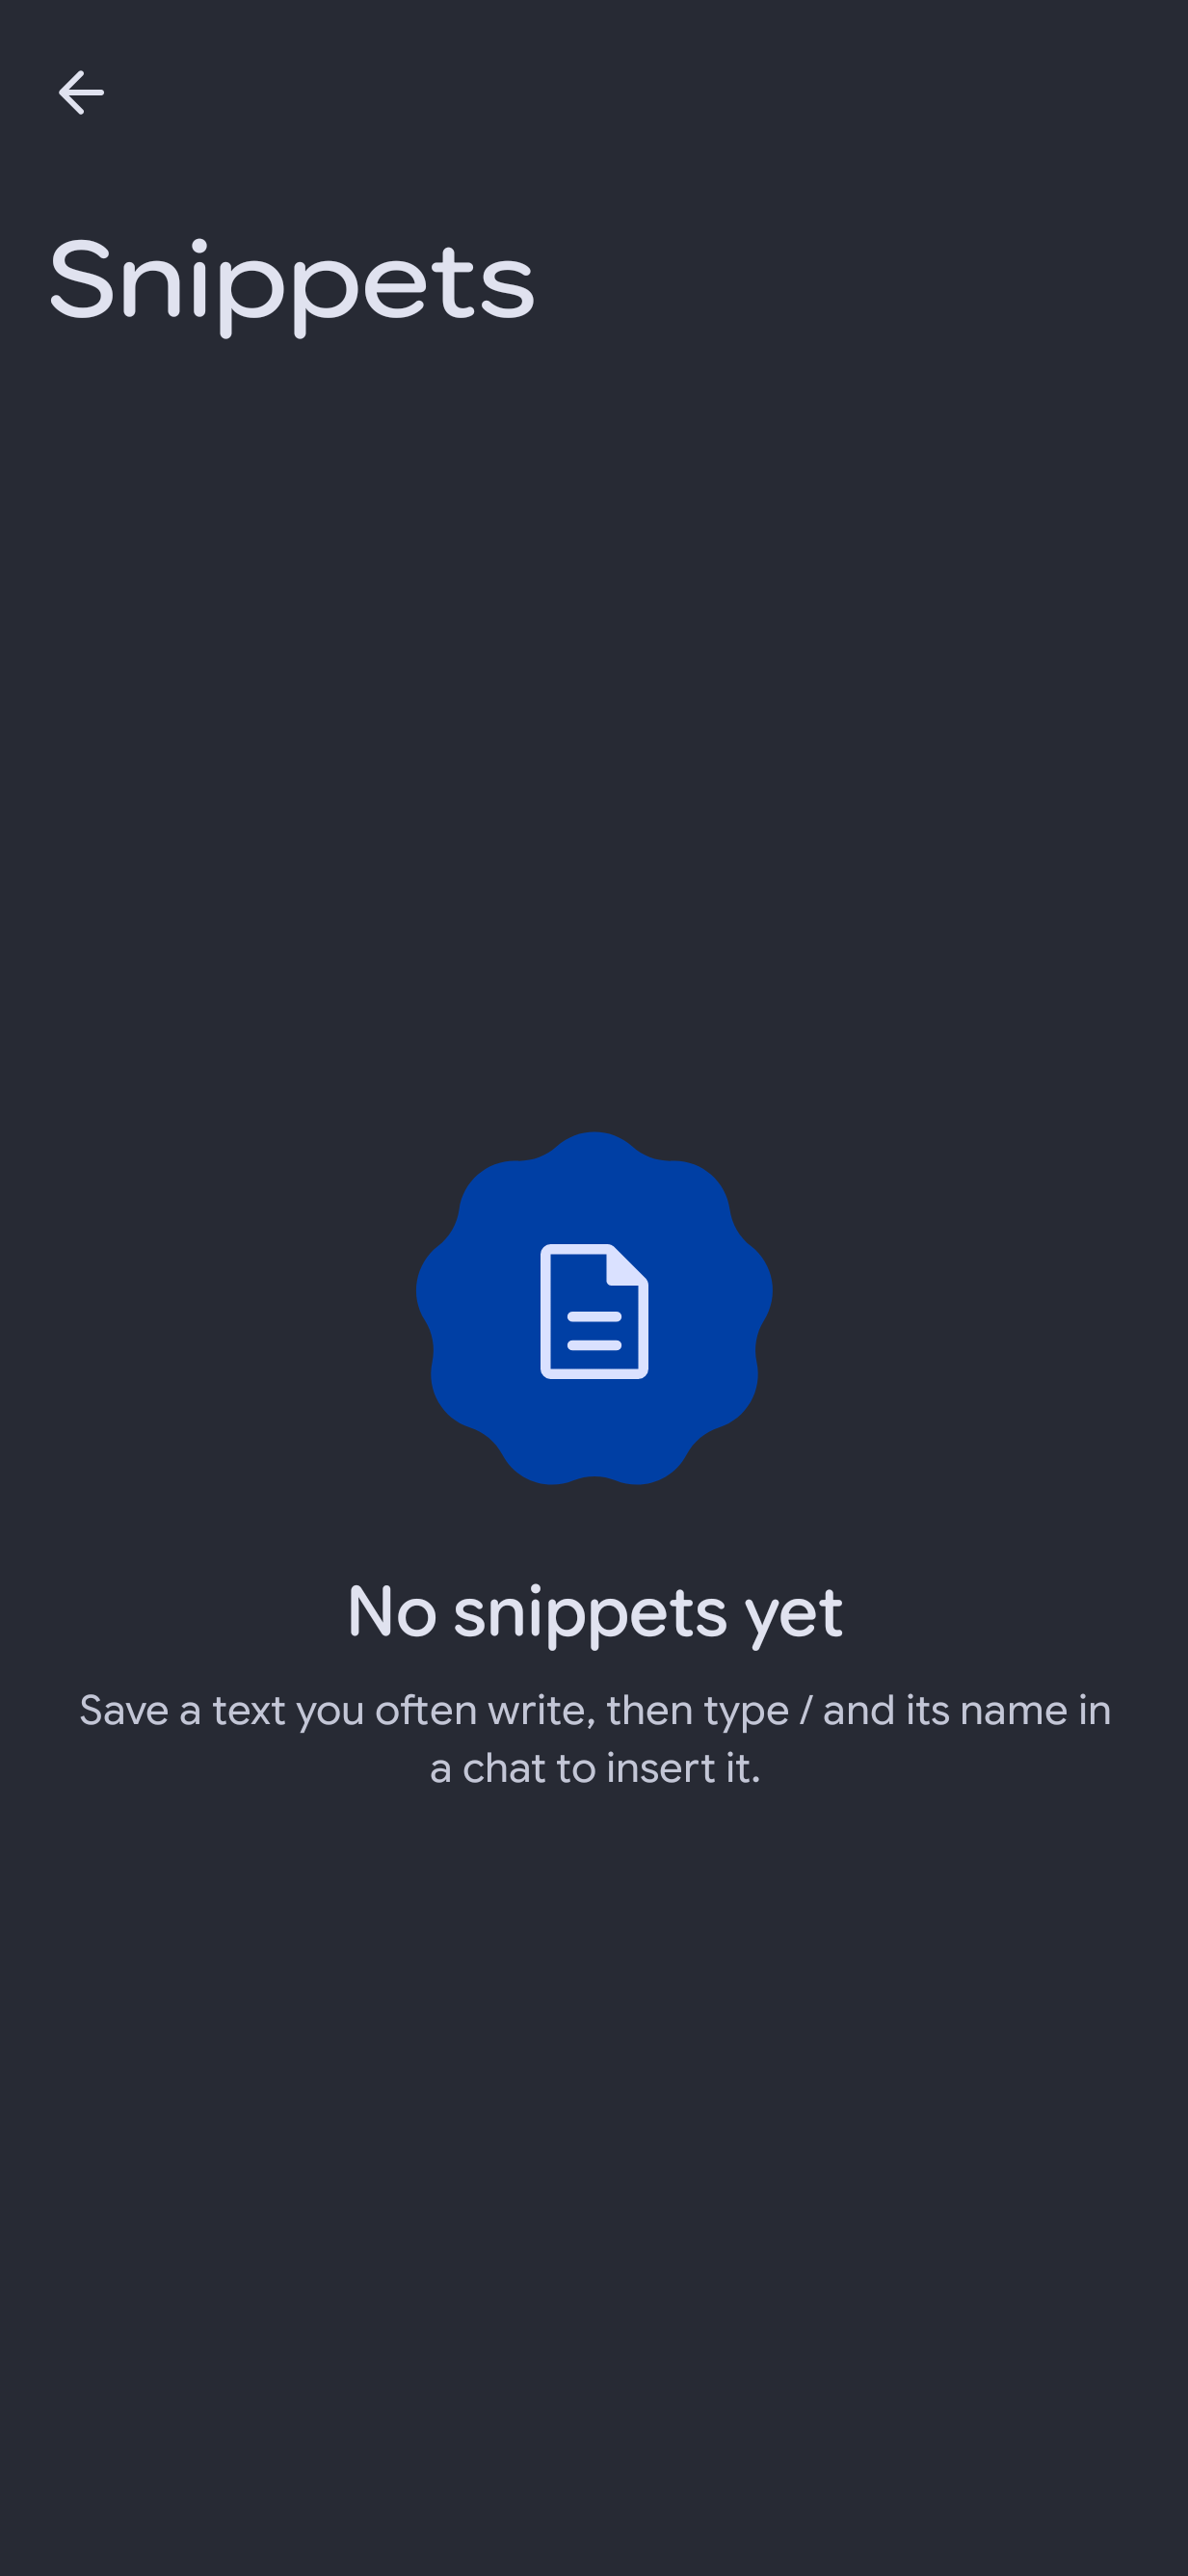 Snippets
No snippets yet
Save a text you often write, then type / and its name in
a chat to insert it.